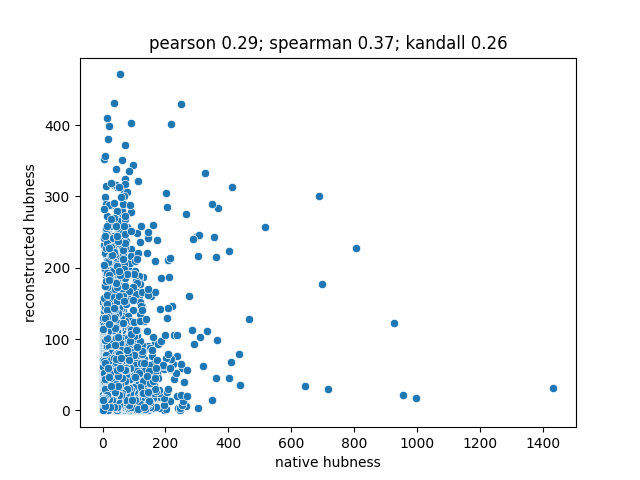 pearson 0.29; spearman 0.37; kandall 0.26
400
300
200
100
0
reconstructed hubness
0 200 400 600 800 1000 1200 1400
native hubness